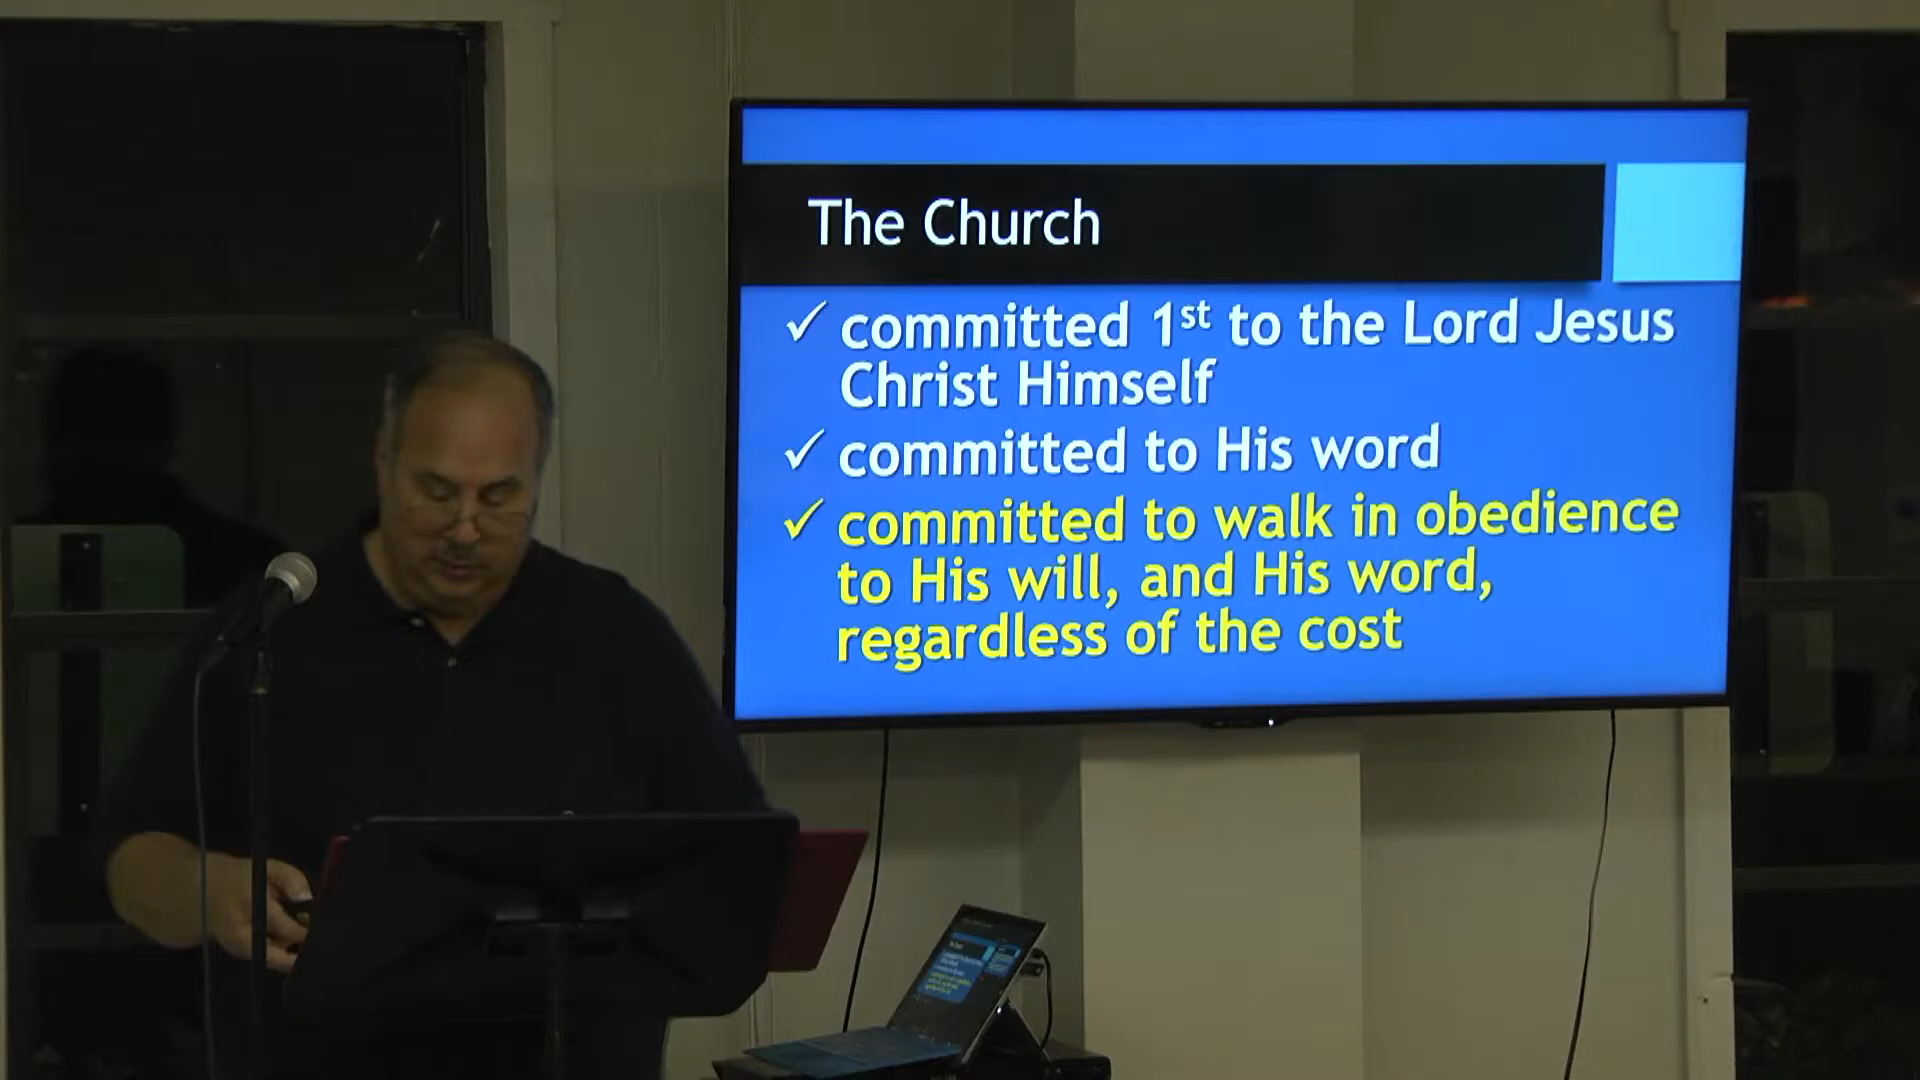 The Church
✓ committed 1st to the Lord Jesus
Christ Himself
✓ committed to His word
✓ committed to walk in obedience
to His will, and His word,
regardless of the cost